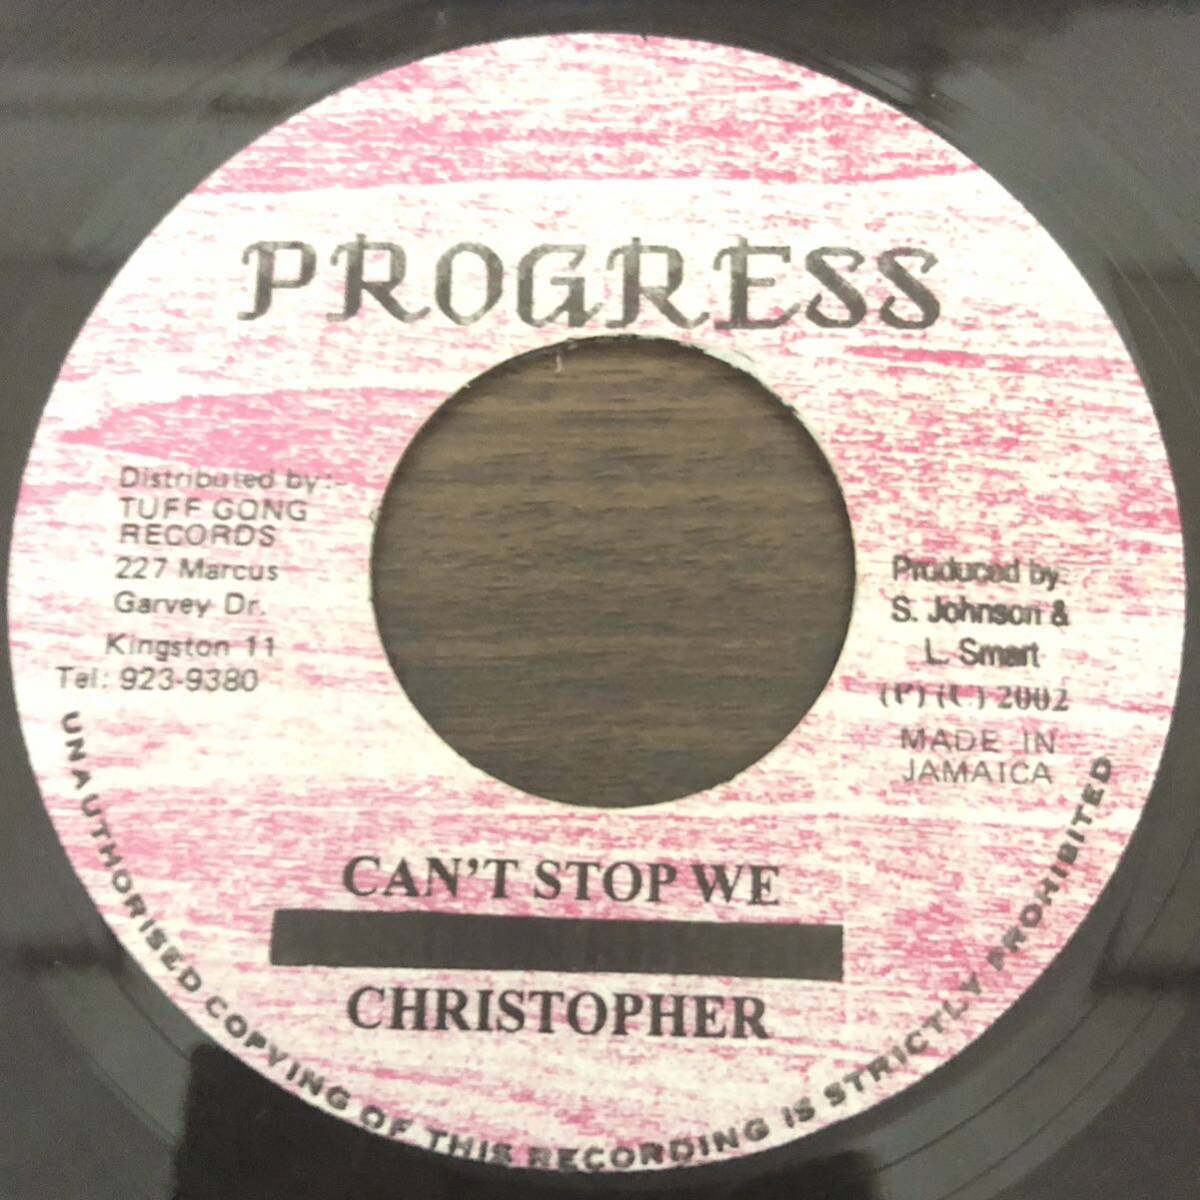 PROGRESS
Distributed by:-
TUFF GONG
RECORDS
227 Marcus
Garvey Dr.
Kingston 11
Tel: 923-9380
Produced by:
S. Johnson &
L. Smart
(P) (C) 2002
MADE IN
JAMAICA
CAN'T STOP WE
CHRISTOPHER
UNAUTHORISED COPYING OF THIS RECORDING IS STRICTLY PROHIBITED